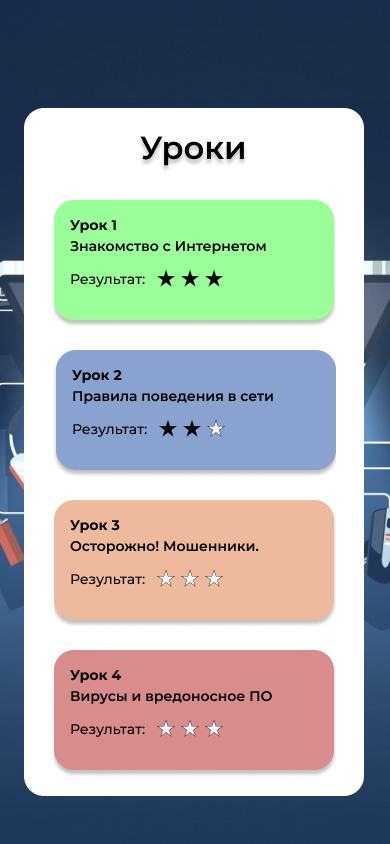 Уроки
Урок 1
Знакомство с Интернетом
Результат: ★ ★ ★
Урок 2
Правила поведения в сети
Результат: ★ ★ ☆
Урок 3
Осторожно! Мошенники.
Результат: ☆ ☆ ☆
Урок 4
Вирусы и вредоносное ПО
Результат: ☆ ☆ ☆